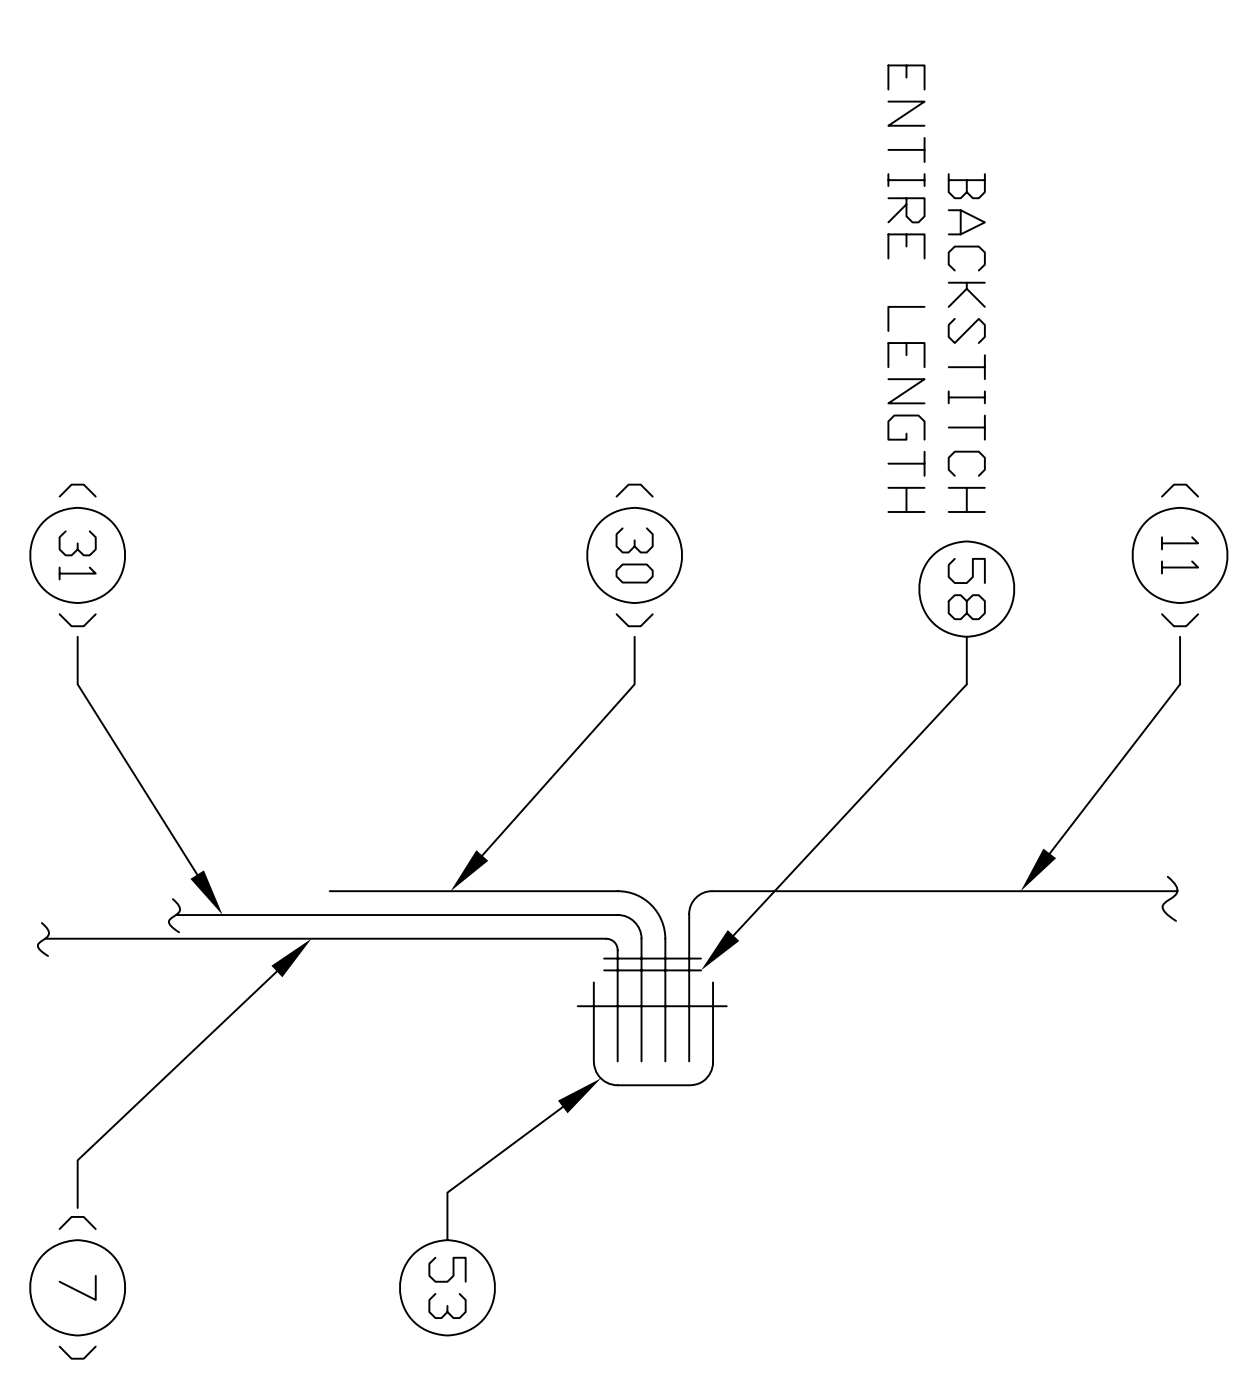 (11)
BACKSTITCH 58
ENTIRE LENGTH
(30)
(31)
53
(7)